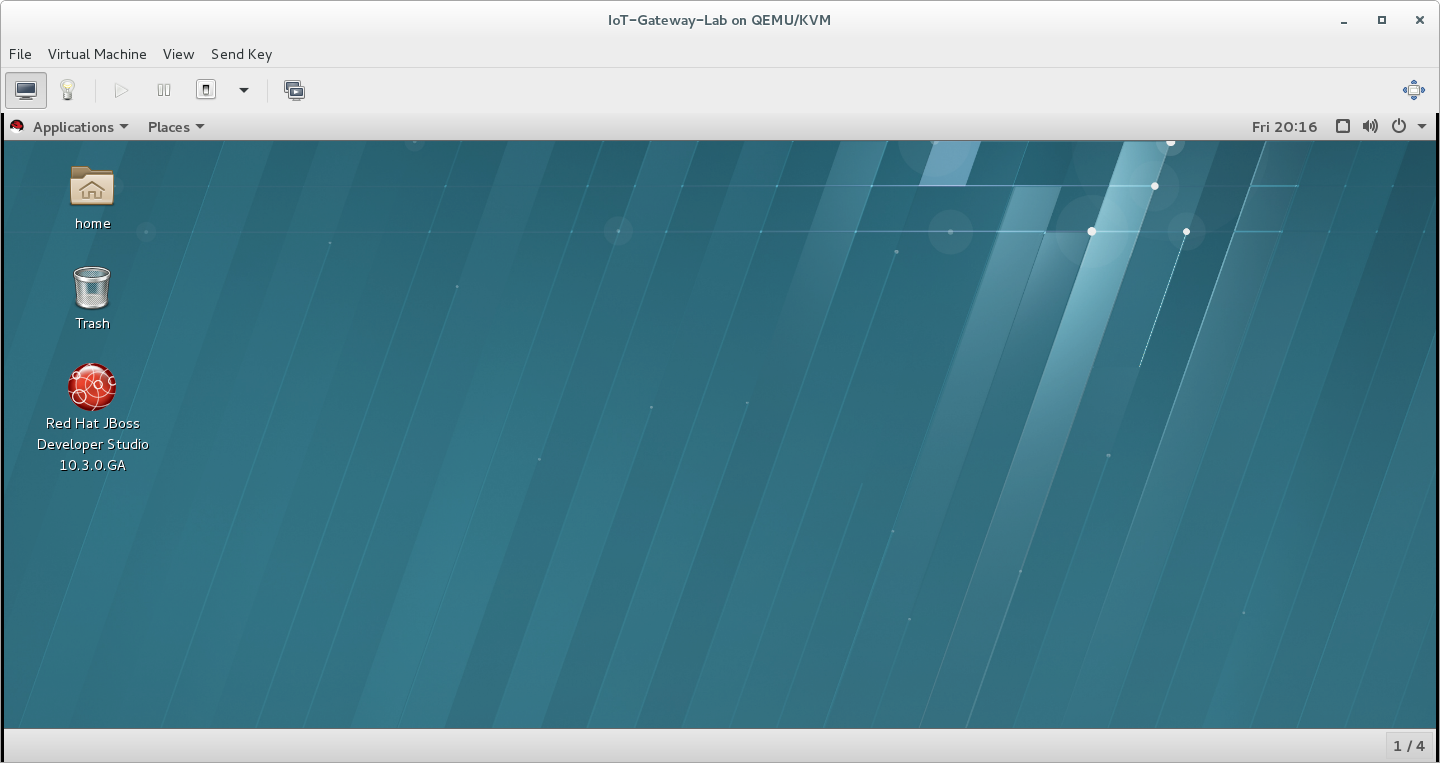 IoT-Gateway-Lab on QEMU/KVM
File Virtual Machine View Send Key
Applications Places Fri 20:16
home
Trash
Red Hat JBoss
Developer Studio
10.3.0.GA
1 / 4